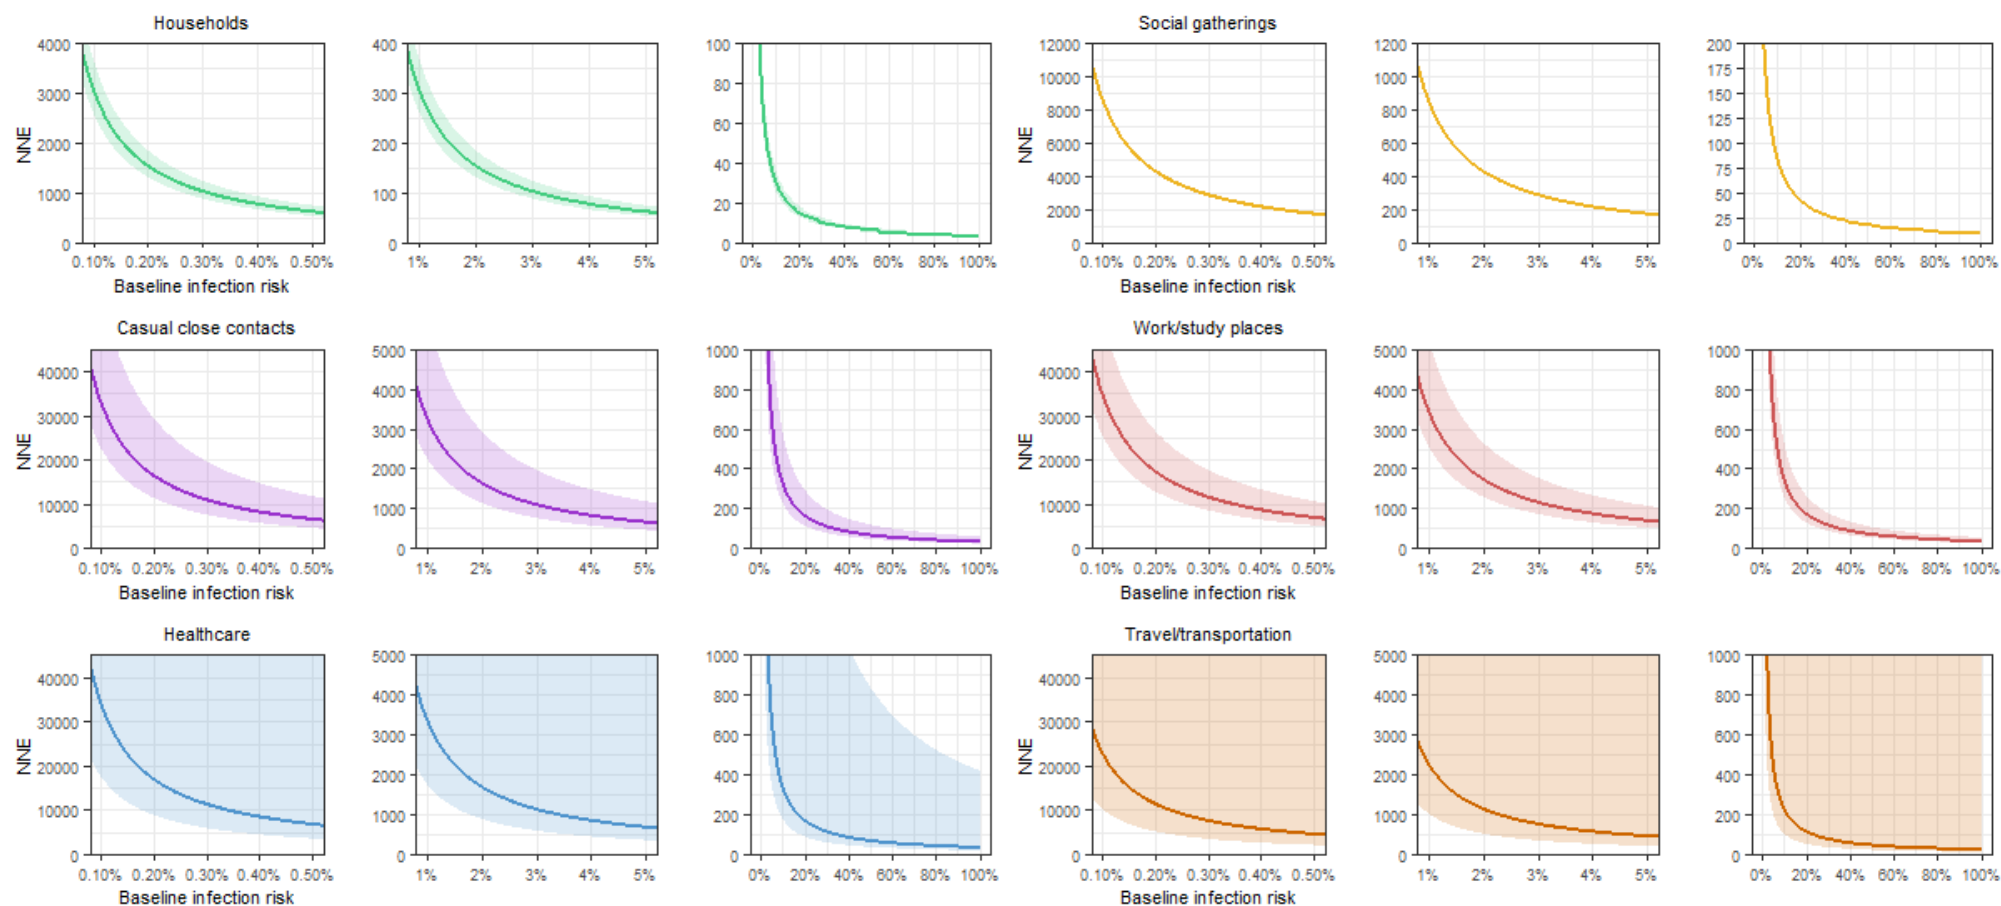 Households
Social gatherings
4000
3000
2000
1000
0
NNE
0.10% 0.20% 0.30% 0.40% 0.50%
Baseline infection risk
400
300
200
100
0
1% 2% 3% 4% 5%
100
80
60
40
20
0
0% 20% 40% 60% 80% 100%
12000
10000
8000
6000
4000
2000
0
NNE
0.10% 0.20% 0.30% 0.40% 0.50%
Baseline infection risk
1200
1000
800
600
400
200
0
1% 2% 3% 4% 5%
200
175
150
125
100
75
50
25
0
0% 20% 40% 60% 80% 100%
Casual close contacts
Work/study places
40000
30000
20000
10000
0
NNE
0.10% 0.20% 0.30% 0.40% 0.50%
Baseline infection risk
5000
4000
3000
2000
1000
0
1% 2% 3% 4% 5%
1000
800
600
400
200
0
0% 20% 40% 60% 80% 100%
40000
30000
20000
10000
0
NNE
0.10% 0.20% 0.30% 0.40% 0.50%
Baseline infection risk
5000
4000
3000
2000
1000
0
1% 2% 3% 4% 5%
1000
800
600
400
200
0
0% 20% 40% 60% 80% 100%
Healthcare
Travel/transportation
40000
30000
20000
10000
0
NNE
0.10% 0.20% 0.30% 0.40% 0.50%
Baseline infection risk
5000
4000
3000
2000
1000
0
1% 2% 3% 4% 5%
1000
800
600
400
200
0
0% 20% 40% 60% 80% 100%
40000
30000
20000
10000
0
NNE
0.10% 0.20% 0.30% 0.40% 0.50%
Baseline infection risk
5000
4000
3000
2000
1000
0
1% 2% 3% 4% 5%
1000
800
600
400
200
0
0% 20% 40% 60% 80% 100%